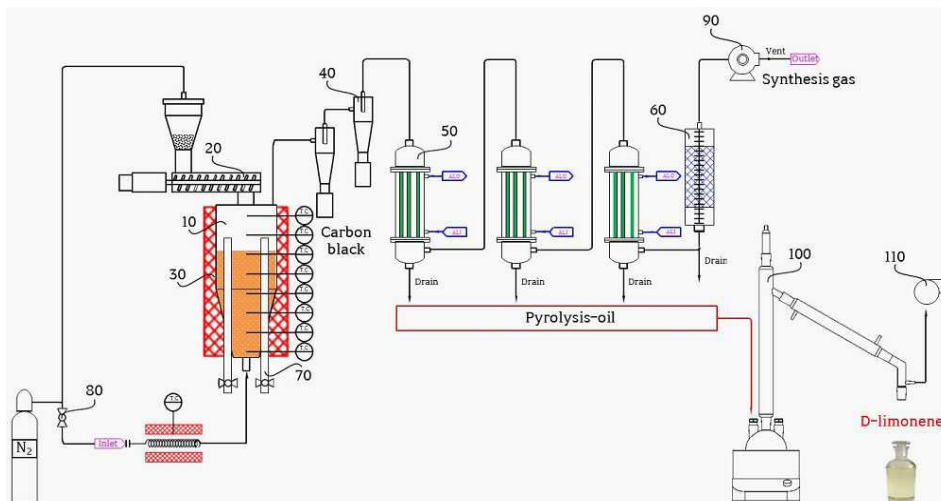 90
Vent
Outlet
Synthesis gas
40
50
60
20
10
T.C
T.C
T.C
T.C
T.C
T.C
T.C
T.C
Carbon
black
30
70
Drain
Drain
Drain
Drain
100
110
Pyrolysis-oil
80
T.C
Inlet
N2
D-limonene